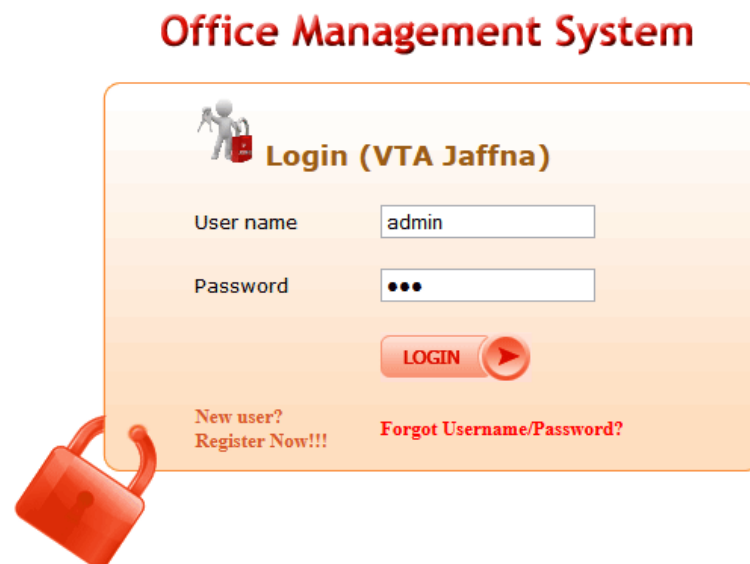 Office Management System
Login (VTA Jaffna)
User name admin
Password •••
LOGIN
New user?
Register Now!!!
Forgot Username/Password?